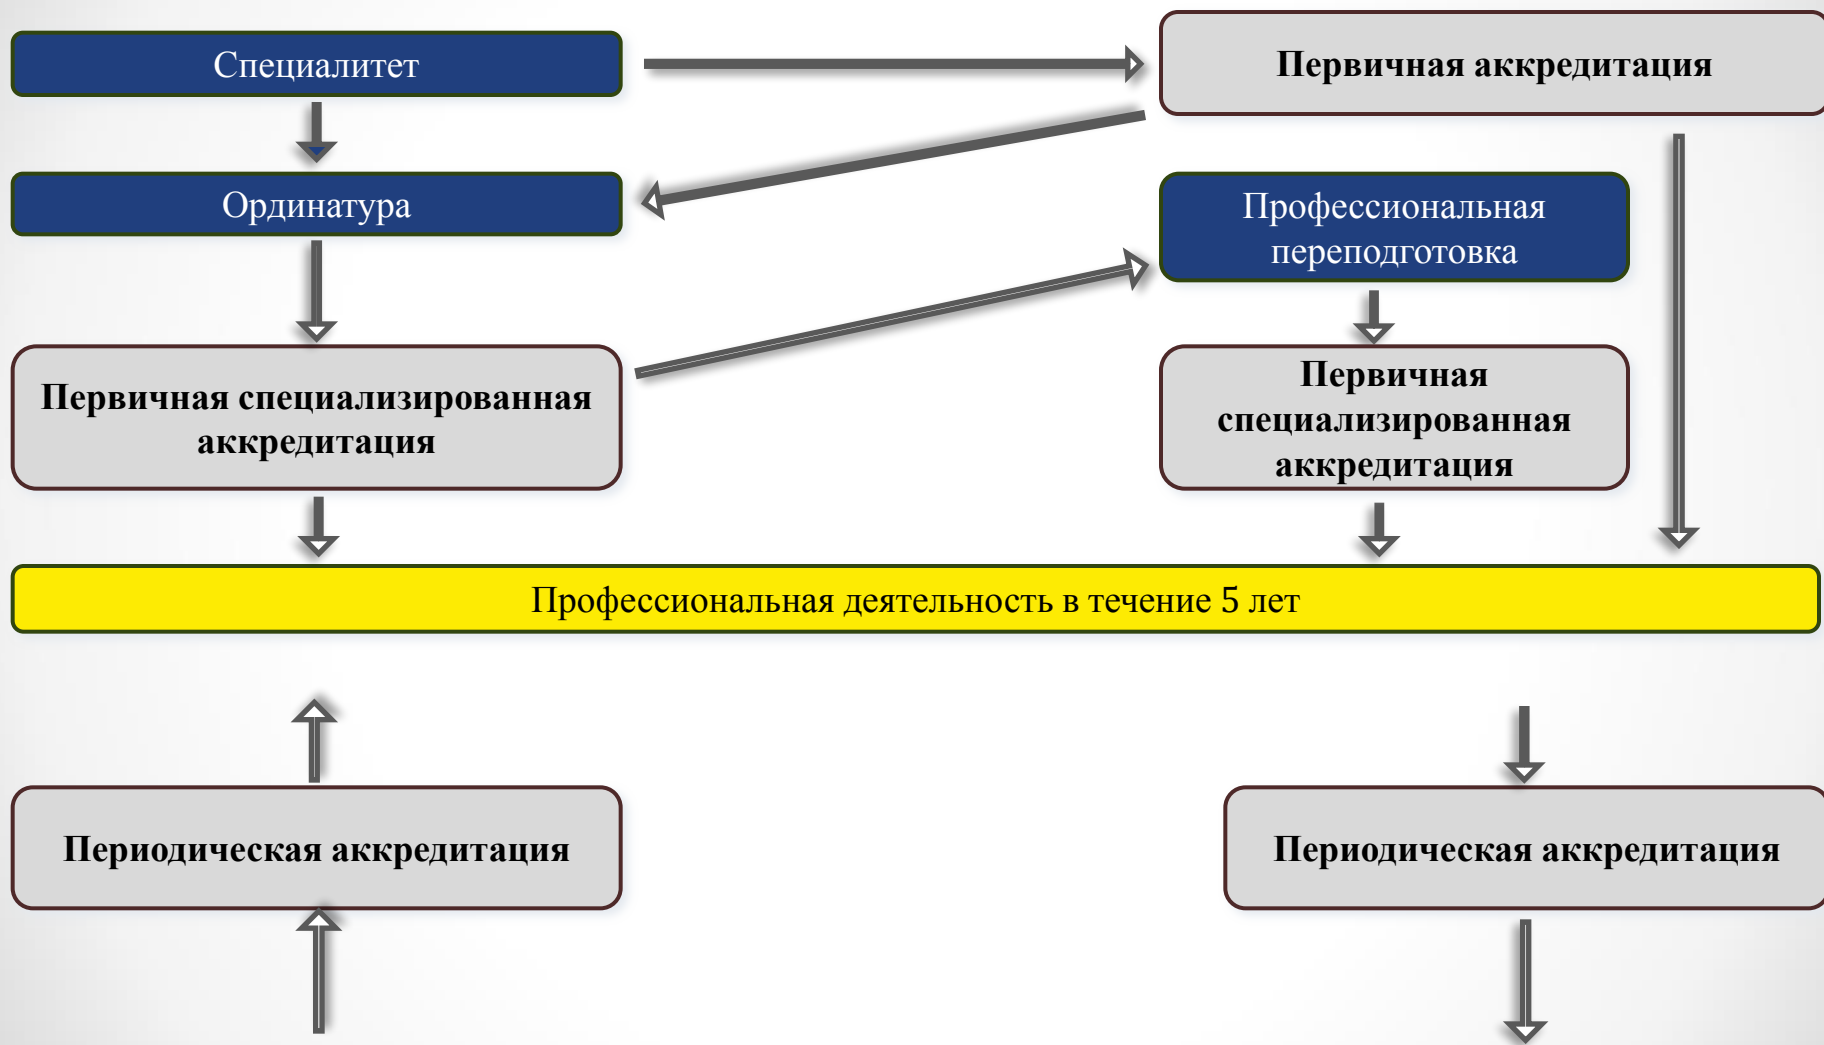 Специалитет
Первичная аккредитация
Ординатура
Профессиональная
переподготовка
Первичная специализированная
аккредитация
Первичная
специализированная
аккредитация
Профессиональная деятельность в течение 5 лет
Периодическая аккредитация
Периодическая аккредитация